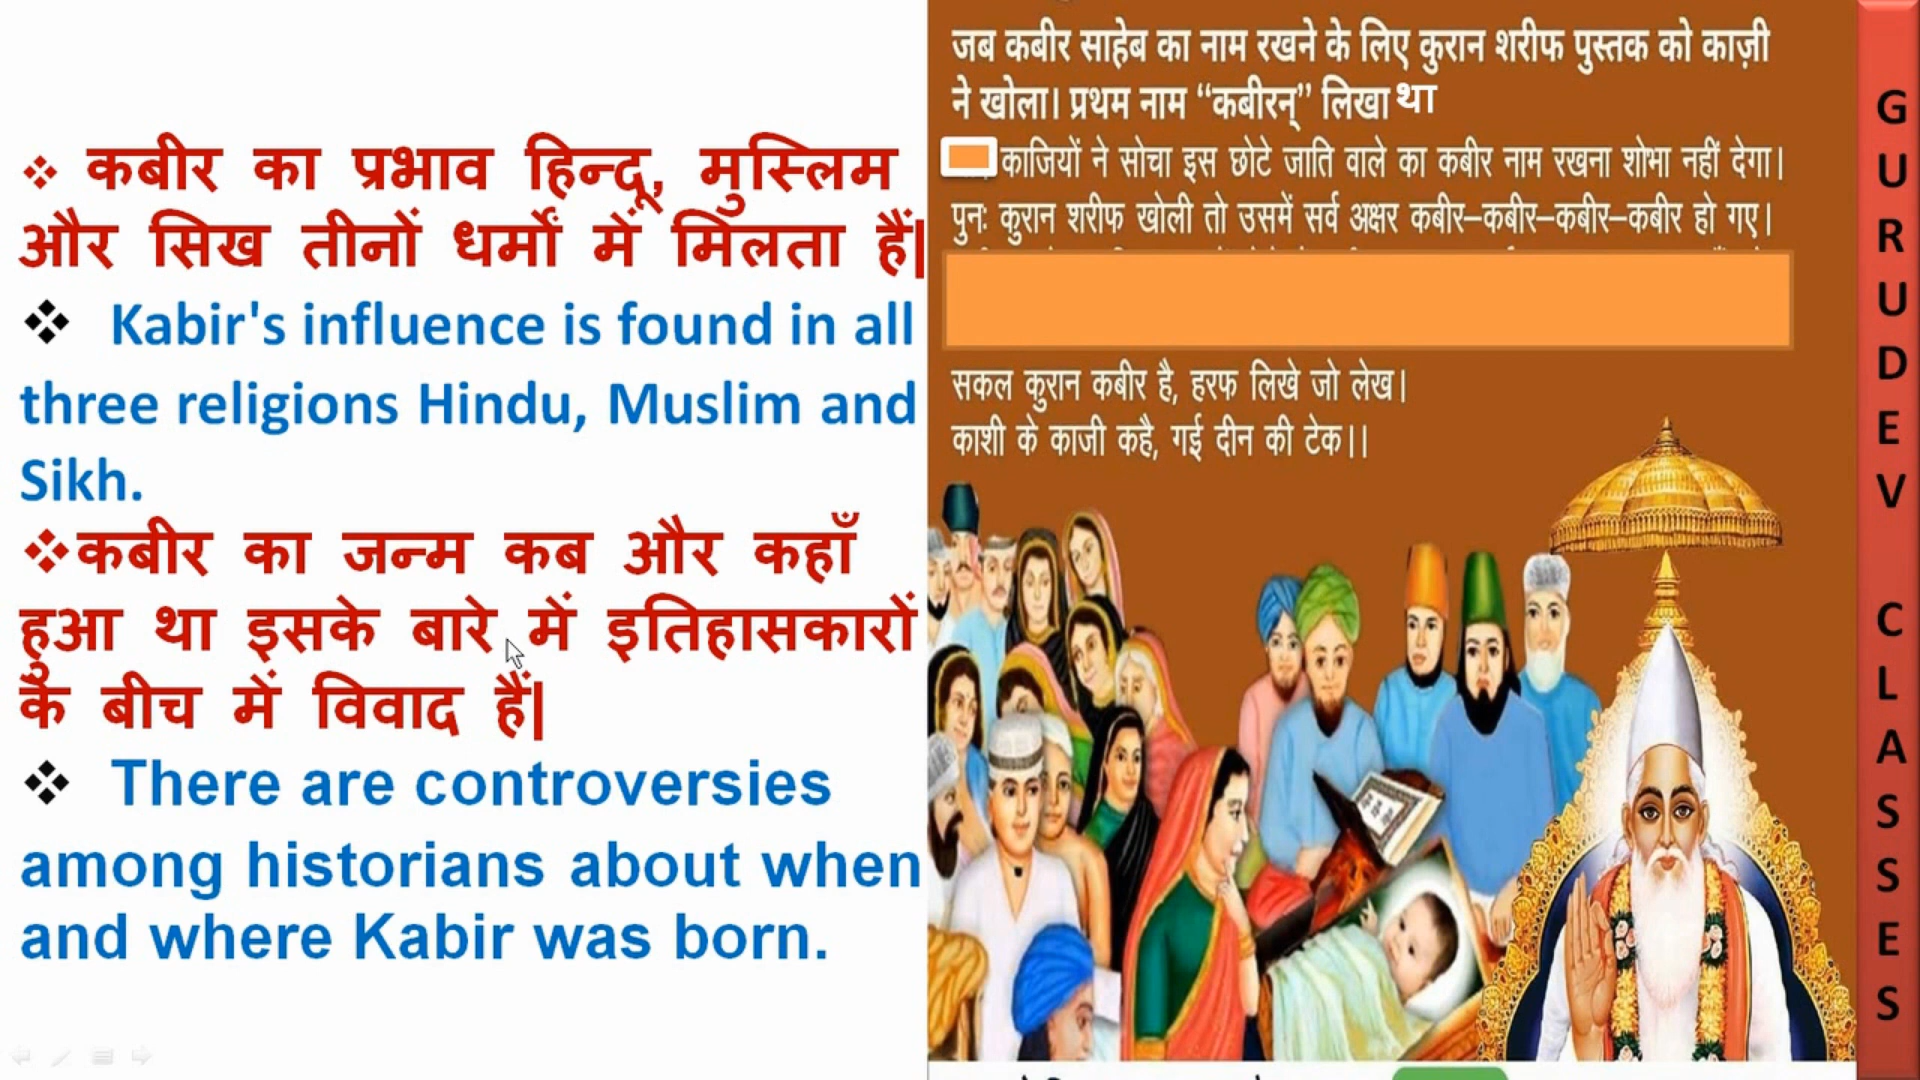 ❖ कबीर का प्रभाव हिन्दू, मुस्लिम
और सिख तीनों धर्मों में मिलता हैं|
❖ Kabir's influence is found in all
three religions Hindu, Muslim and
Sikh.
❖कबीर का जन्म कब और कहाँ
हुआ था इसके बारे में इतिहासकारों
के बीच में विवाद हैं|
❖ There are controversies
among historians about when
and where Kabir was born.
जब कबीर साहेब का नाम रखने के लिए कुरान शरीफ पुस्तक को काज़ी
ने खोला। प्रथम नाम “कबीरन्” लिखा था
काजियों ने सोचा इस छोटे जाति वाले का कबीर नाम रखना शोभा नहीं देगा।
पुनः कुरान शरीफ खोली तो उसमें सर्व अक्षर कबीर–कबीर–कबीर–कबीर हो गए।
सकल कुरान कबीर है, हरफ लिखे जो लेख।
काशी के काजी कहै, गई दीन की टेक।।
GURUDEV CLASSES